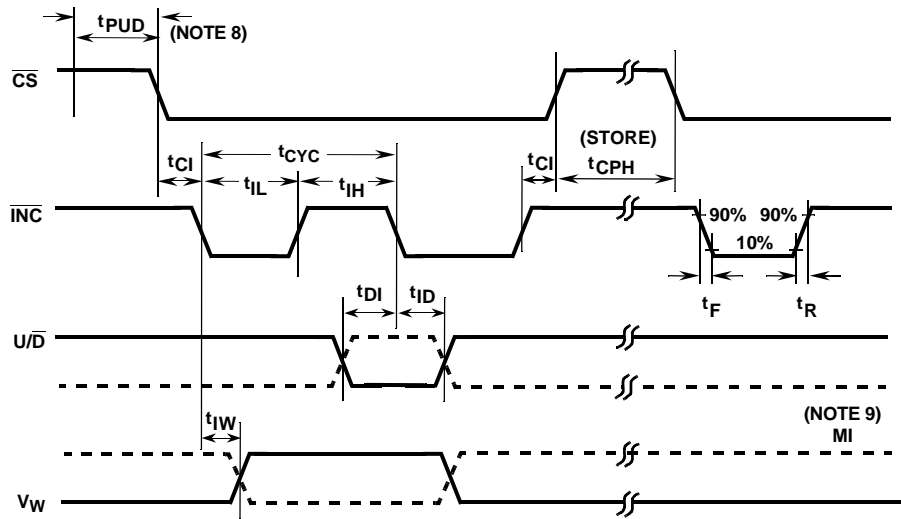 tPUD
(NOTE 8)
CS
(STORE)
tCI
tCYC
tCI
tCPH
tIL
tIH
INC
90%
90%
10%
tDI
tID
tF
tR
U/D
tIW
(NOTE 9)
MI
VW